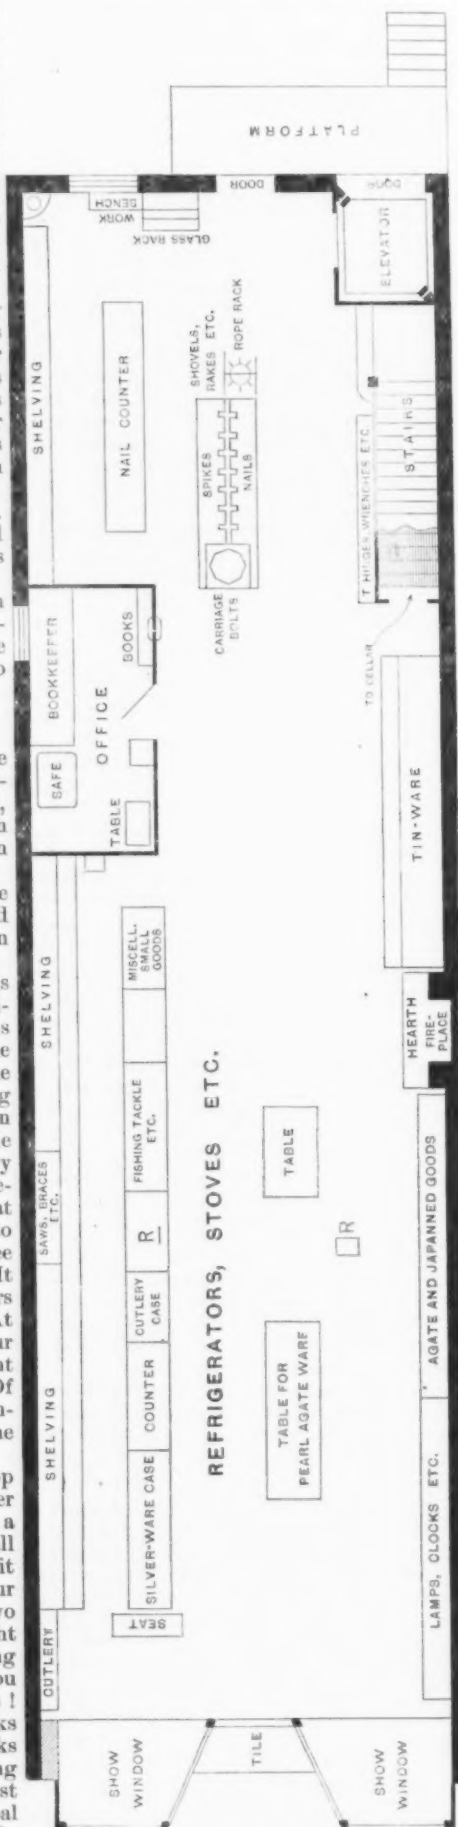 PLATFORM
DOOR
DOOR
WORK
BENCH
GLASS RACK
ELEVATOR
SHELVING
NAIL COUNTER
SHOVELS,
RAKES ETC.
ROPE RACK
SPIKES
NAILS
CARRIAGE
BOLTS
T HINGES WRENCHES ETC
STAIRS
TO CELLAR
BOOKKEEPER
BOOKS
OFFICE
SAFE
TABLE
TIN-WARE
SHELVING
MISCELL.
SMALL
GOODS
HEARTH
FIRE-
PLACE
SAWS, BRACES
ETC.
FISHING TACKLE
ETC.
R
CUTLERY
CASE
COUNTER
SILVER-WARE CASE
SEAT
SHELVING
CUTLERY
REFRIGERATORS, STOVES ETC.
TABLE
R
TABLE FOR
PEARL AGATE WARE
AGATE AND JAPANNED GOODS
LAMPS, CLOCKS ETC.
SHOW
WINDOW
TILE
SHOW
WINDOW